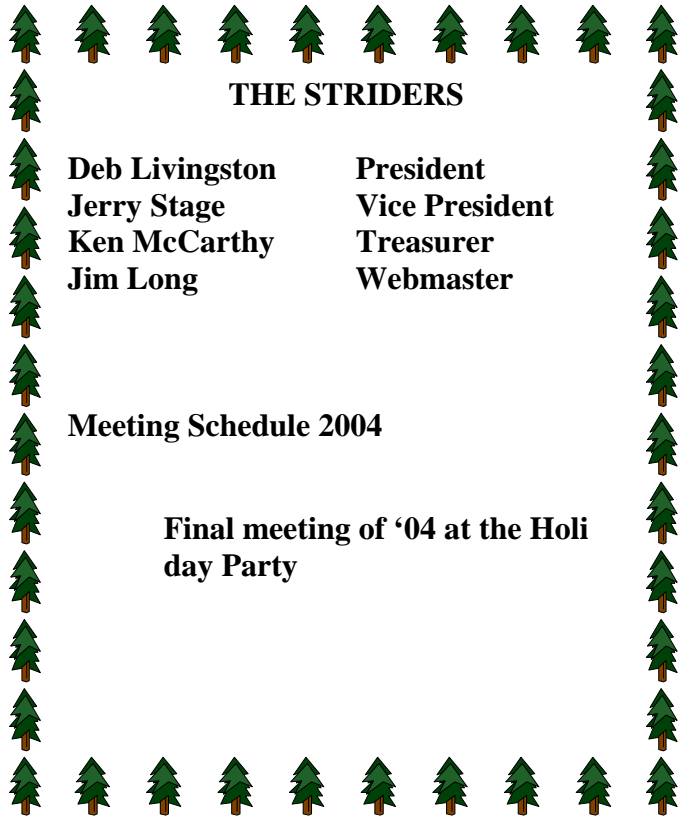 THE STRIDERS
Deb Livingston President
Jerry Stage Vice President
Ken McCarthy Treasurer
Jim Long Webmaster
Meeting Schedule 2004
Final meeting of ‘04 at the Holi
day Party